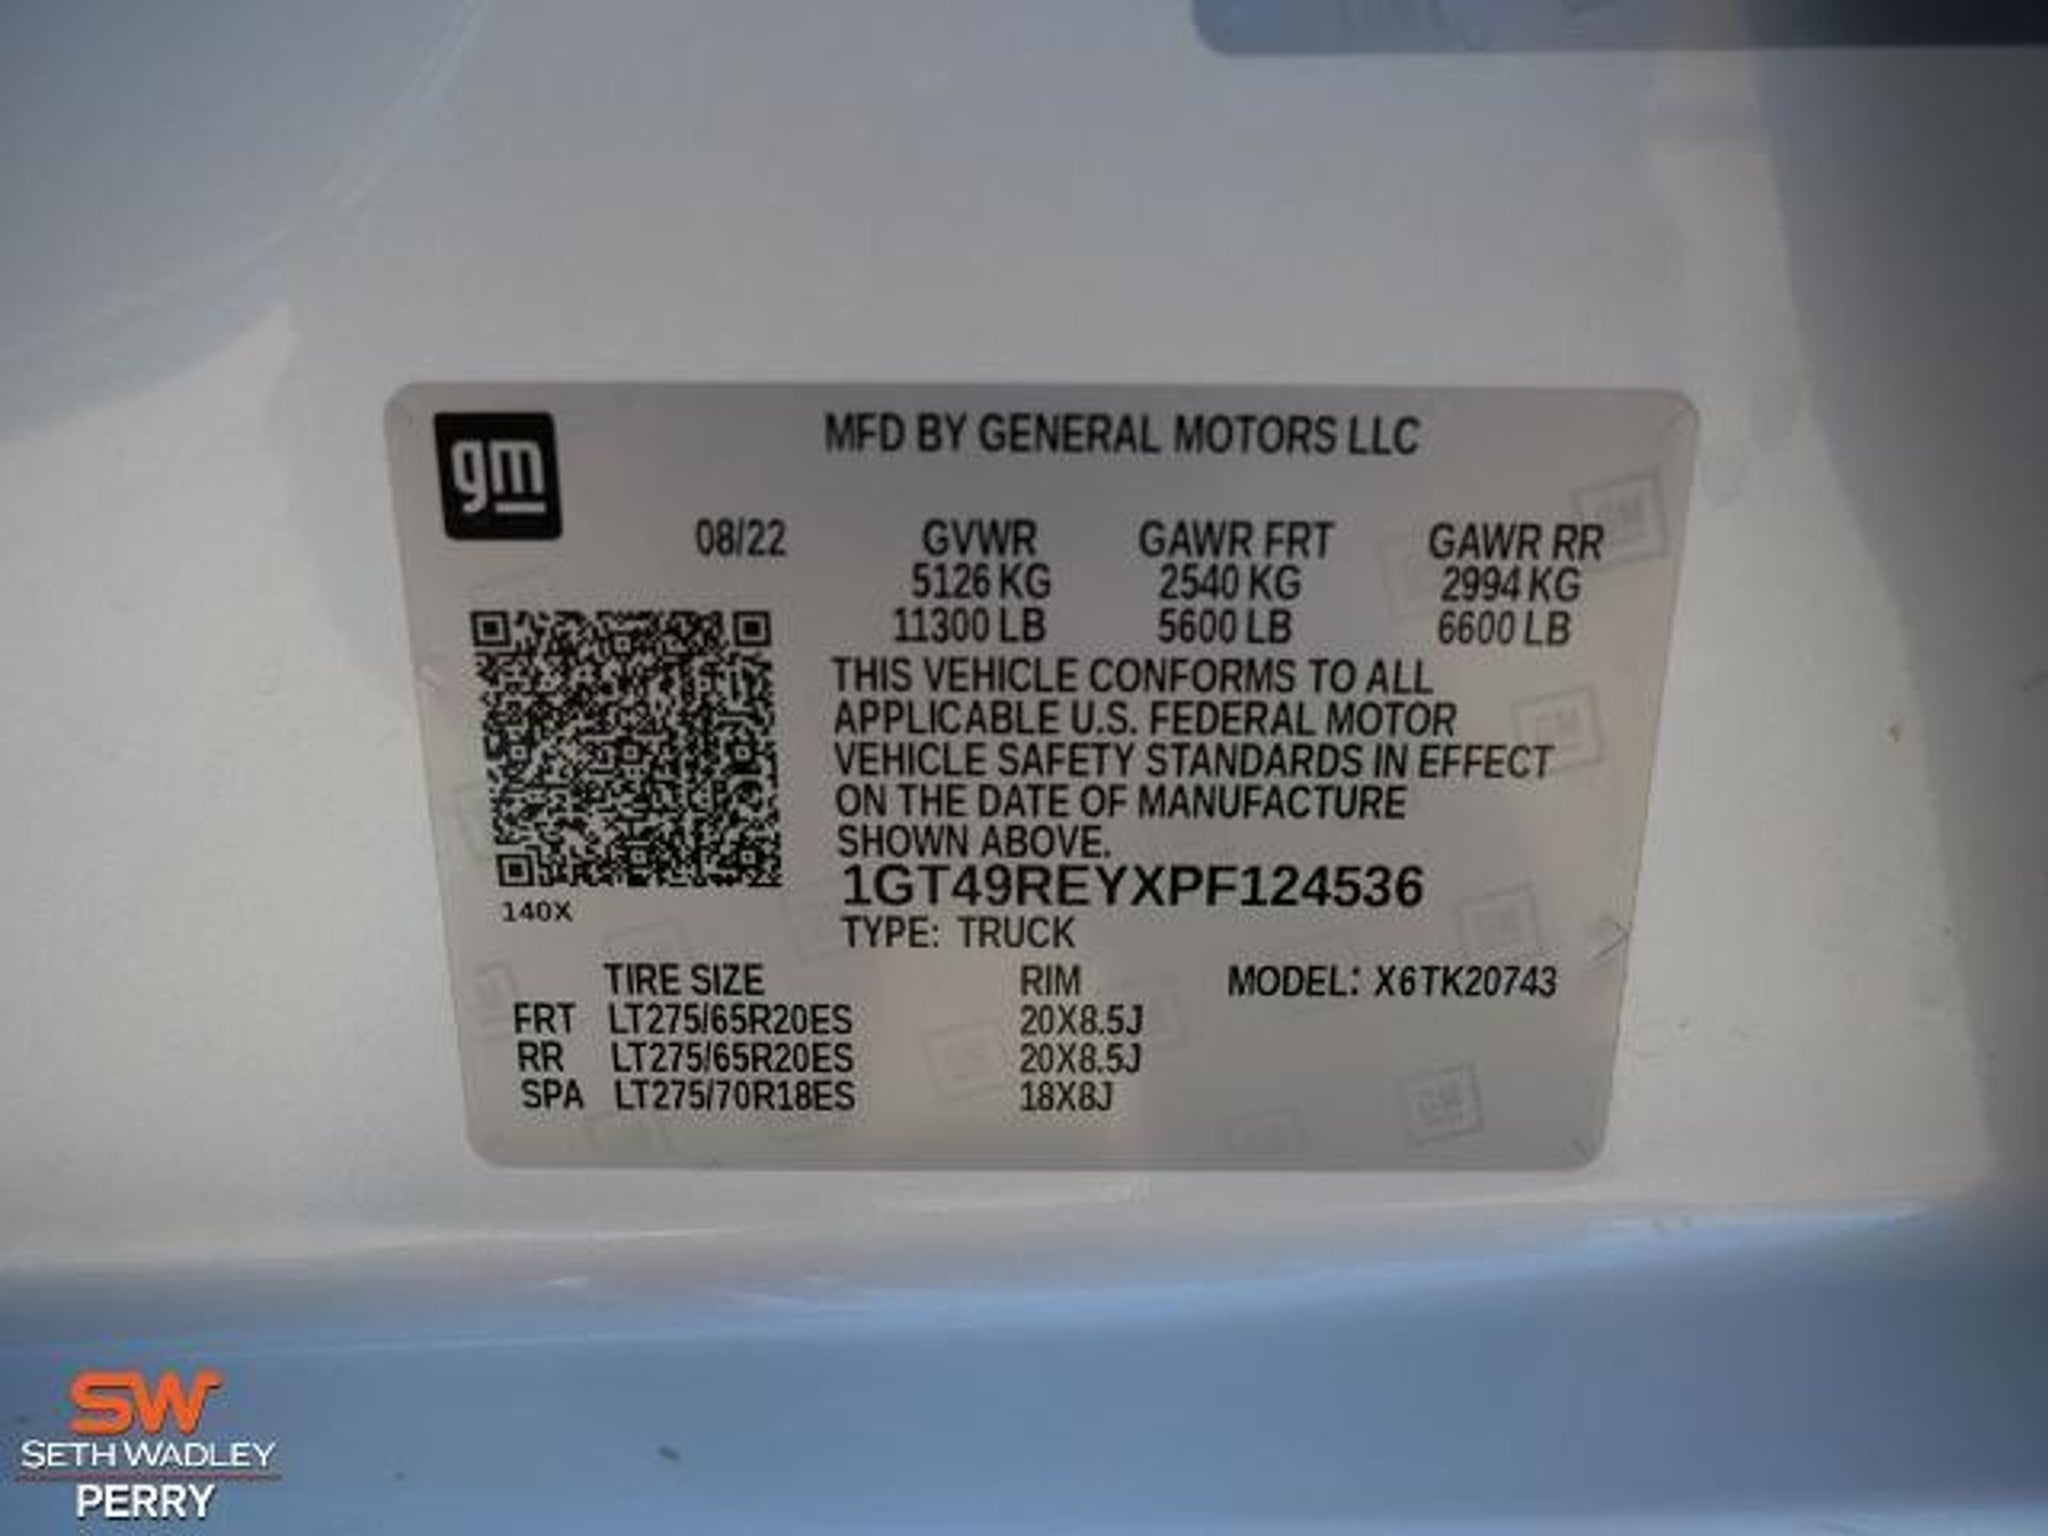 gm
MFD BY GENERAL MOTORS LLC
08/22 GVWR GAWR FRT GAWR RR
5126 KG 2540 KG 2994 KG
11300 LB 5600 LB 6600 LB
THIS VEHICLE CONFORMS TO ALL
APPLICABLE U.S. FEDERAL MOTOR
VEHICLE SAFETY STANDARDS IN EFFECT
ON THE DATE OF MANUFACTURE
SHOWN ABOVE.
1GT49REYXPF124536
140X
TYPE: TRUCK
TIRE SIZE RIM MODEL: X6TK20743
FRT LT275/65R20ES 20X8.5J
RR LT275/65R20ES 20X8.5J
SPA LT275/70R18ES 18X8J
SW
SETH WADLEY
PERRY